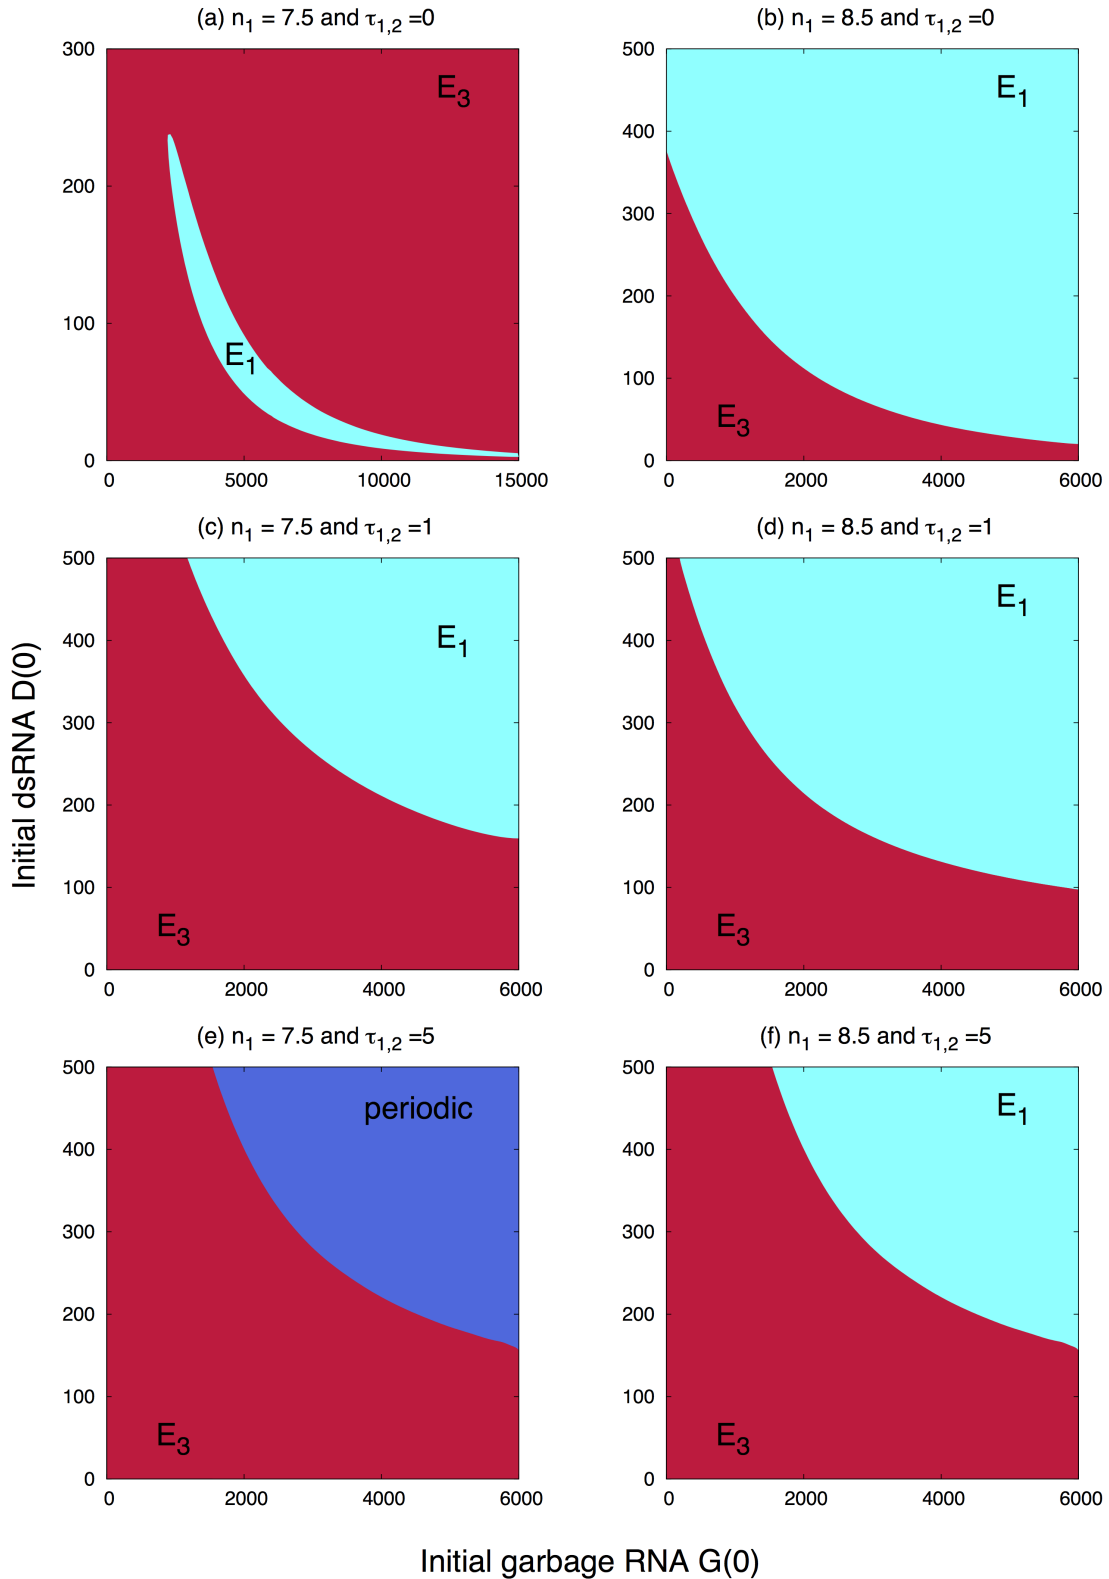 (a) n₁ = 7.5 and τ₁,₂ =0
300
200
100
0
0 5000 10000 15000
E₃
E₁
(b) n₁ = 8.5 and τ₁,₂ =0
500
400
300
200
100
0
0 2000 4000 6000
E₁
E₃
(c) n₁ = 7.5 and τ₁,₂ =1
500
400
300
200
100
0
0 2000 4000 6000
E₁
E₃
(d) n₁ = 8.5 and τ₁,₂ =1
500
400
300
200
100
0
0 2000 4000 6000
E₁
E₃
(e) n₁ = 7.5 and τ₁,₂ =5
500
400
300
200
100
0
0 2000 4000 6000
periodic
E₃
(f) n₁ = 8.5 and τ₁,₂ =5
500
400
300
200
100
0
0 2000 4000 6000
E₁
E₃
Initial dsRNA D(0)
Initial garbage RNA G(0)